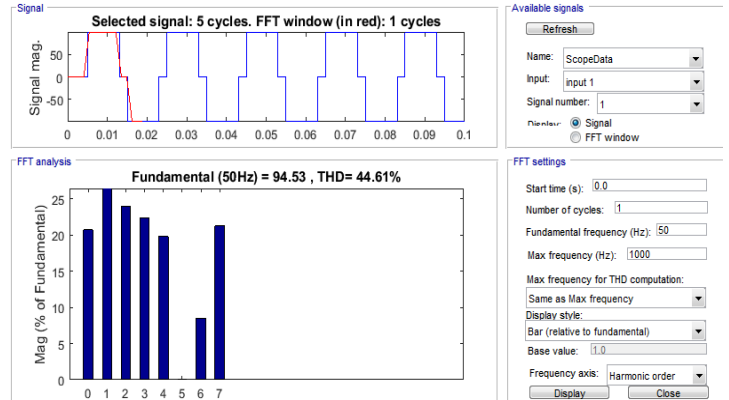 Signal
Selected signal: 5 cycles. FFT window (in red): 1 cycles
Signal mag.
50
0
-50
0 0.01 0.02 0.03 0.04 0.05 0.06 0.07 0.08 0.09 0.1
FFT analysis
Fundamental (50Hz) = 94.53 , THD= 44.61%
Mag (% of Fundamental)
25
20
15
10
5
0
0 1 2 3 4 5 6 7
Available signals
Refresh
Name: ScopeData
Input: input 1
Signal number: 1
Display: Signal
FFT window
FFT settings
Start time (s): 0.0
Number of cycles: 1
Fundamental frequency (Hz): 50
Max frequency (Hz): 1000
Max frequency for THD computation:
Same as Max frequency
Display style:
Bar (relative to fundamental)
Base value: 1.0
Frequency axis: Harmonic order
Display Close